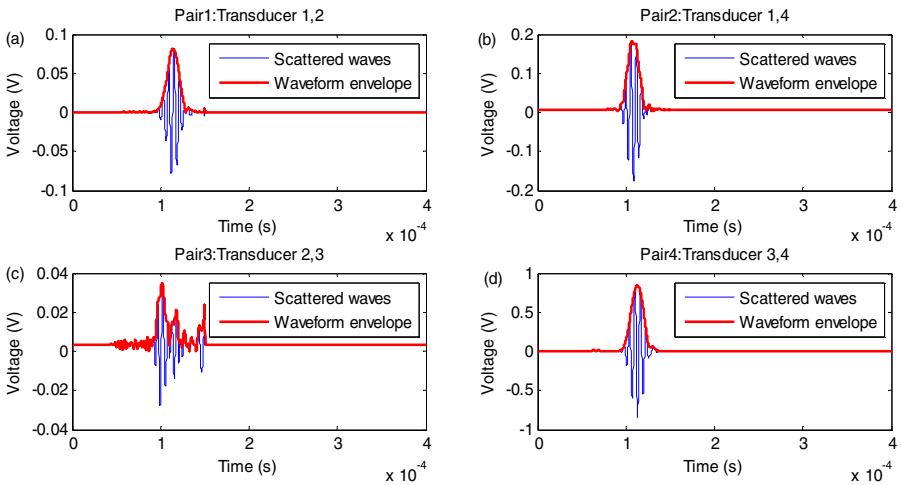 Pair1:Transducer 1,2
(a)
0.1
0.05
0
-0.05
-0.1
Voltage (V)
Scattered waves
Waveform envelope
0 1 2 3 4
Time (s)
x 10^-4
Pair2:Transducer 1,4
(b)
0.2
0.1
0
-0.1
-0.2
Voltage (V)
Scattered waves
Waveform envelope
0 1 2 3 4
Time (s)
x 10^-4
Pair3:Transducer 2,3
(c)
0.04
0.02
0
-0.02
-0.04
Voltage (V)
Scattered waves
Waveform envelope
0 1 2 3 4
Time (s)
x 10^-4
Pair4:Transducer 3,4
(d)
1
0.5
0
-0.5
-1
Voltage (V)
Scattered waves
Waveform envelope
0 1 2 3 4
Time (s)
x 10^-4